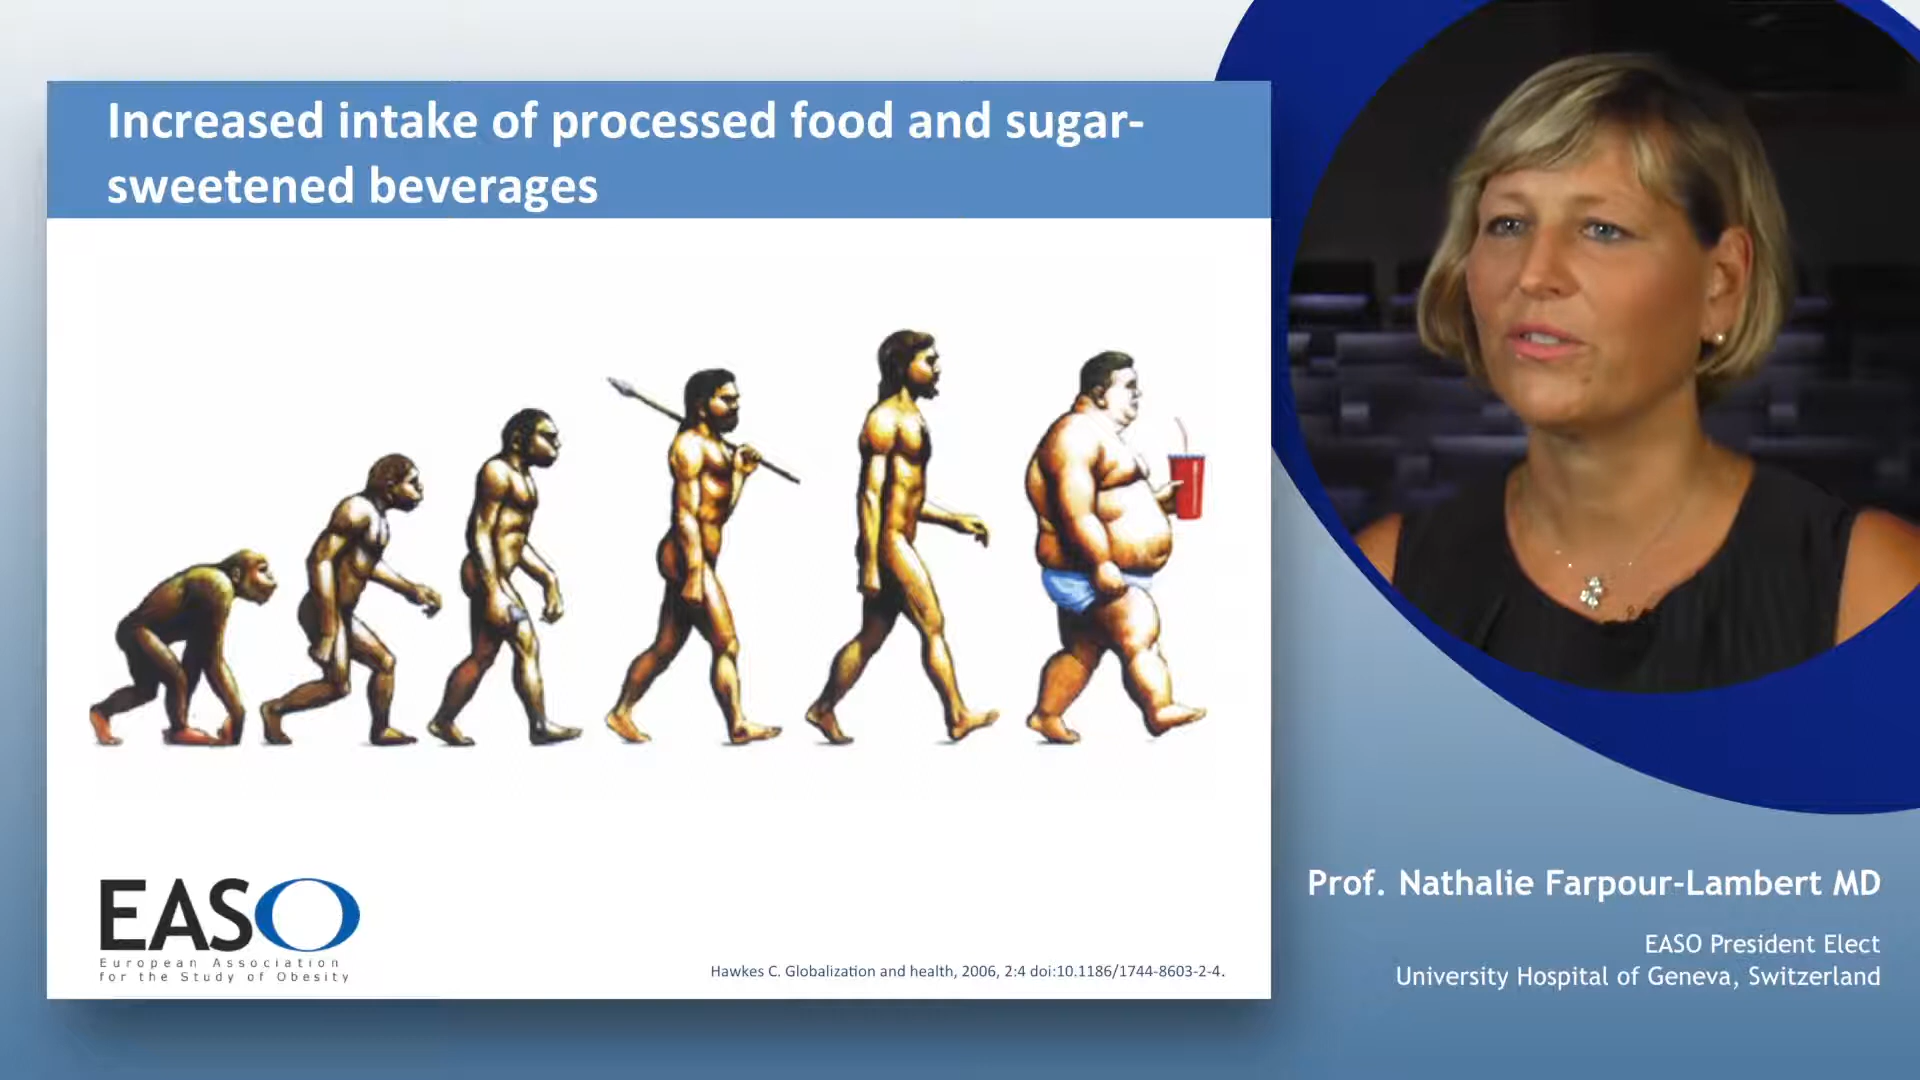 Increased intake of processed food and sugar-
sweetened beverages
EASO
European Association
for the Study of Obesity
Hawkes C. Globalization and health, 2006, 2:4 doi:10.1186/1744-8603-2-4.
Prof. Nathalie Farpour-Lambert MD
EASO President Elect
University Hospital of Geneva, Switzerland